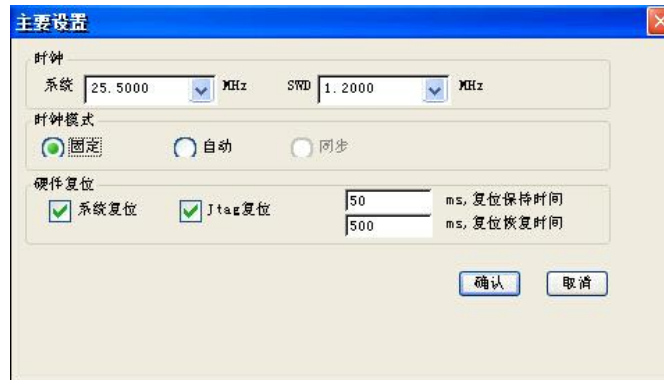 主要设置
时钟
系统 25.5000 MHz SWD 1.2000 MHz
时钟模式
固定 自动 同步
硬件复位
系统复位 Jtag复位 50 ms,复位保持时间
500 ms,复位恢复时间
确认 取消